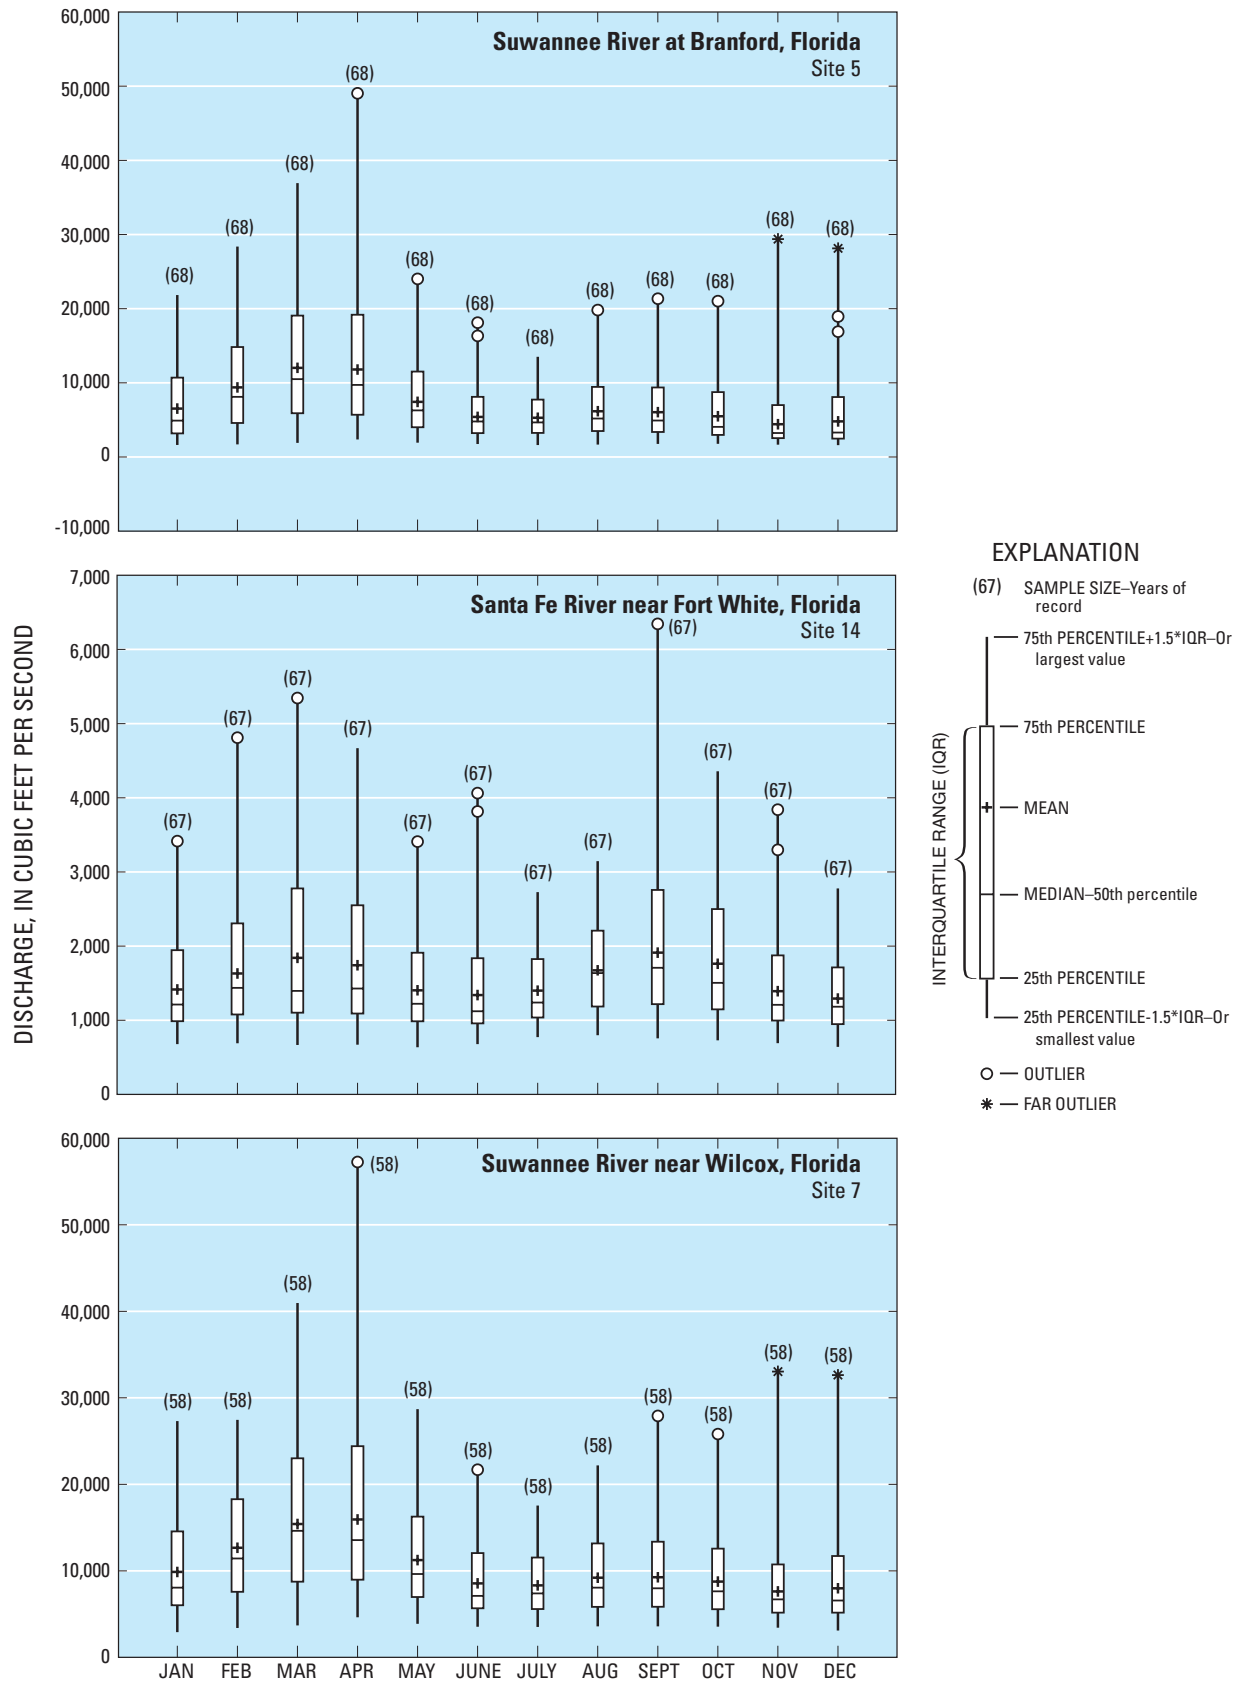 DISCHARGE, IN CUBIC FEET PER SECOND
Suwannee River at Branford, Florida
Site 5
60,000
50,000
40,000
30,000
20,000
10,000
0
-10,000
(68)
(68)
(68)
(68)
(68)
(68)
(68)
(68)
(68)
(68)
(68)
(68)
Santa Fe River near Fort White, Florida
Site 14
7,000
6,000
5,000
4,000
3,000
2,000
1,000
0
(67)
(67)
(67)
(67)
(67)
(67)
(67)
(67)
(67)
(67)
(67)
(67)
Suwannee River near Wilcox, Florida
Site 7
60,000
50,000
40,000
30,000
20,000
10,000
0
(58)
(58)
(58)
(58)
(58)
(58)
(58)
(58)
(58)
(58)
(58)
(58)
JAN FEB MAR APR MAY JUNE JULY AUG SEPT OCT NOV DEC
EXPLANATION
(67) SAMPLE SIZE–Years of
record
75th PERCENTILE+1.5*IQR–Or
largest value
75th PERCENTILE
INTERQUARTILE RANGE (IQR)
MEAN
MEDIAN–50th percentile
25th PERCENTILE
25th PERCENTILE-1.5*IQR–Or
smallest value
OUTLIER
FAR OUTLIER